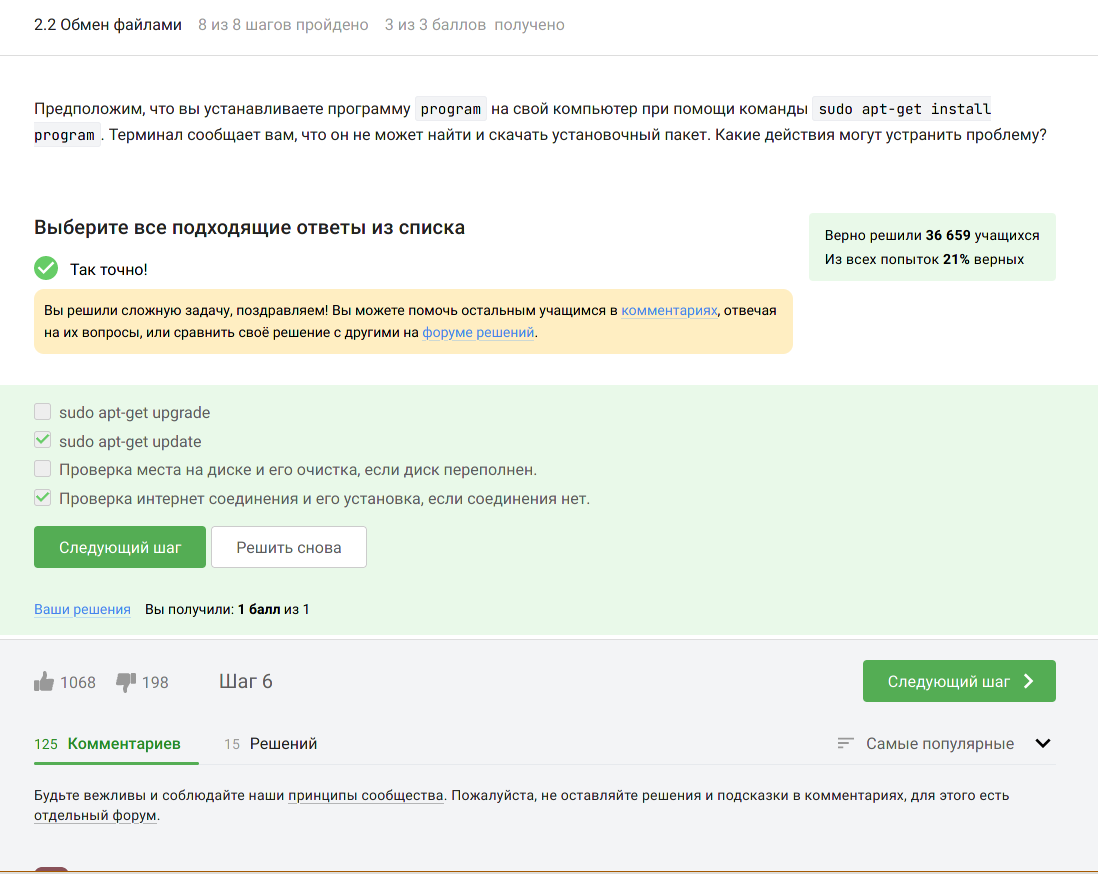 2.2 Обмен файлами 8 из 8 шагов пройдено 3 из 3 баллов получено
Предположим, что вы устанавливаете программу program на свой компьютер при помощи команды sudo apt-get install
program. Терминал сообщает вам, что он не может найти и скачать установочный пакет. Какие действия могут устранить проблему?
Выберите все подходящие ответы из списка
Верно решили 36 659 учащихся
Из всех попыток 21% верных
Так точно!
Вы решили сложную задачу, поздравляем! Вы можете помочь остальным учащимся в комментариях, отвечая
на их вопросы, или сравнить своё решение с другими на форуме решений.
sudo apt-get upgrade
sudo apt-get update
Проверка места на диске и его очистка, если диск переполнен.
Проверка интернет соединения и его установка, если соединения нет.
Следующий шаг Решить снова
Ваши решения Вы получили: 1 балл из 1
1068 198 Шаг 6 Следующий шаг
125 Комментариев 15 Решений Самые популярные
Будьте вежливы и соблюдайте наши принципы сообщества. Пожалуйста, не оставляйте решения и подсказки в комментариях, для этого есть
отдельный форум.